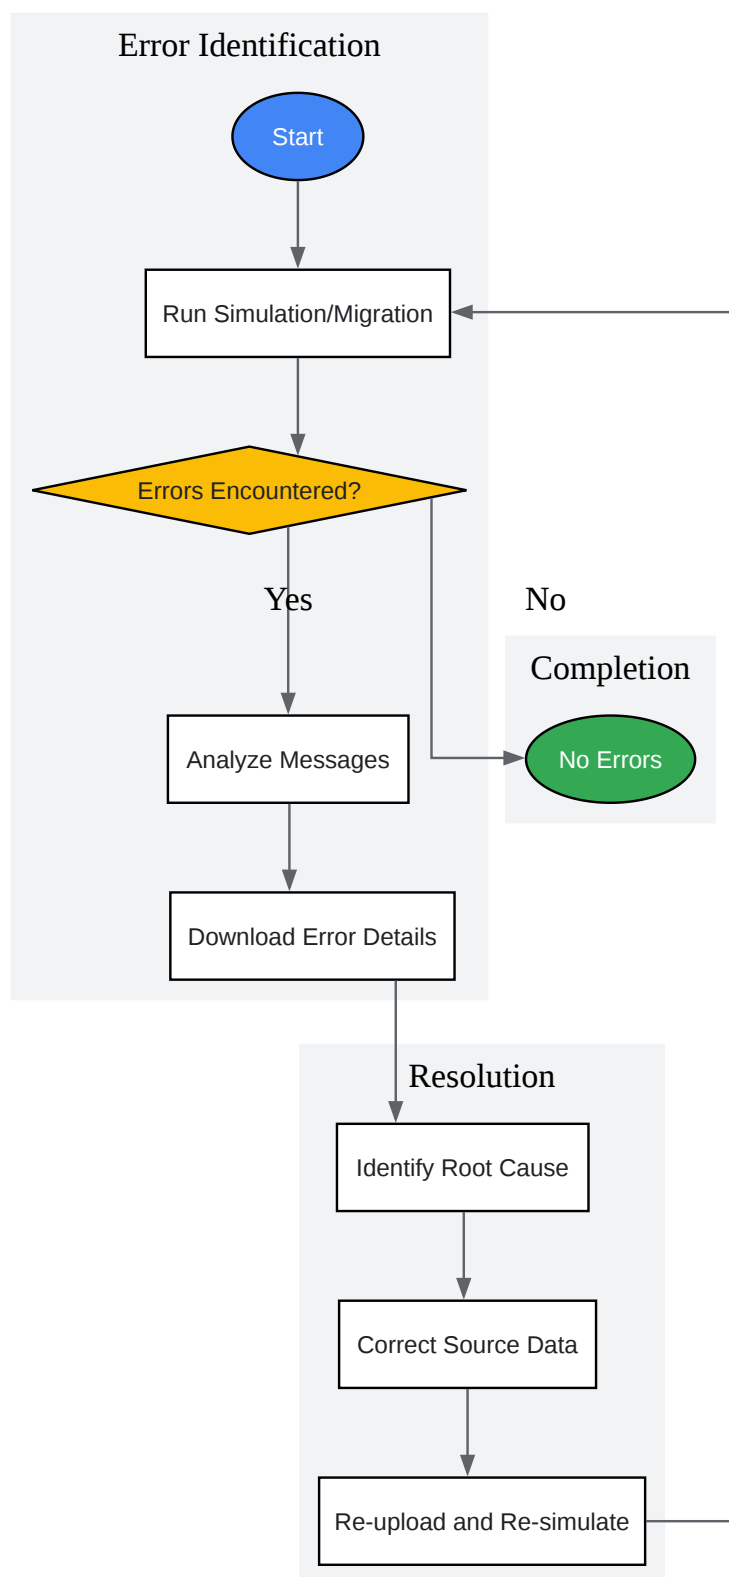 Error Identification
Start
Run Simulation/Migration
Errors Encountered?
Yes
No
Completion
Analyze Messages
No Errors
Download Error Details
Resolution
Identify Root Cause
Correct Source Data
Re-upload and Re-simulate